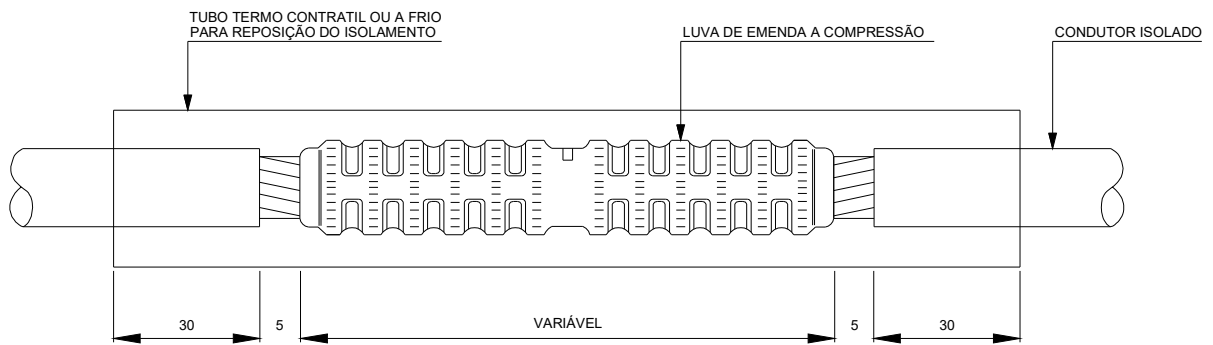 TUBO TERMO CONTRATIL OU A FRIO
PARA REPOSIÇÃO DO ISOLAMENTO
LUVA DE EMENDA A COMPRESSÃO
CONDUTOR ISOLADO
30
5
VARIÁVEL
5
30